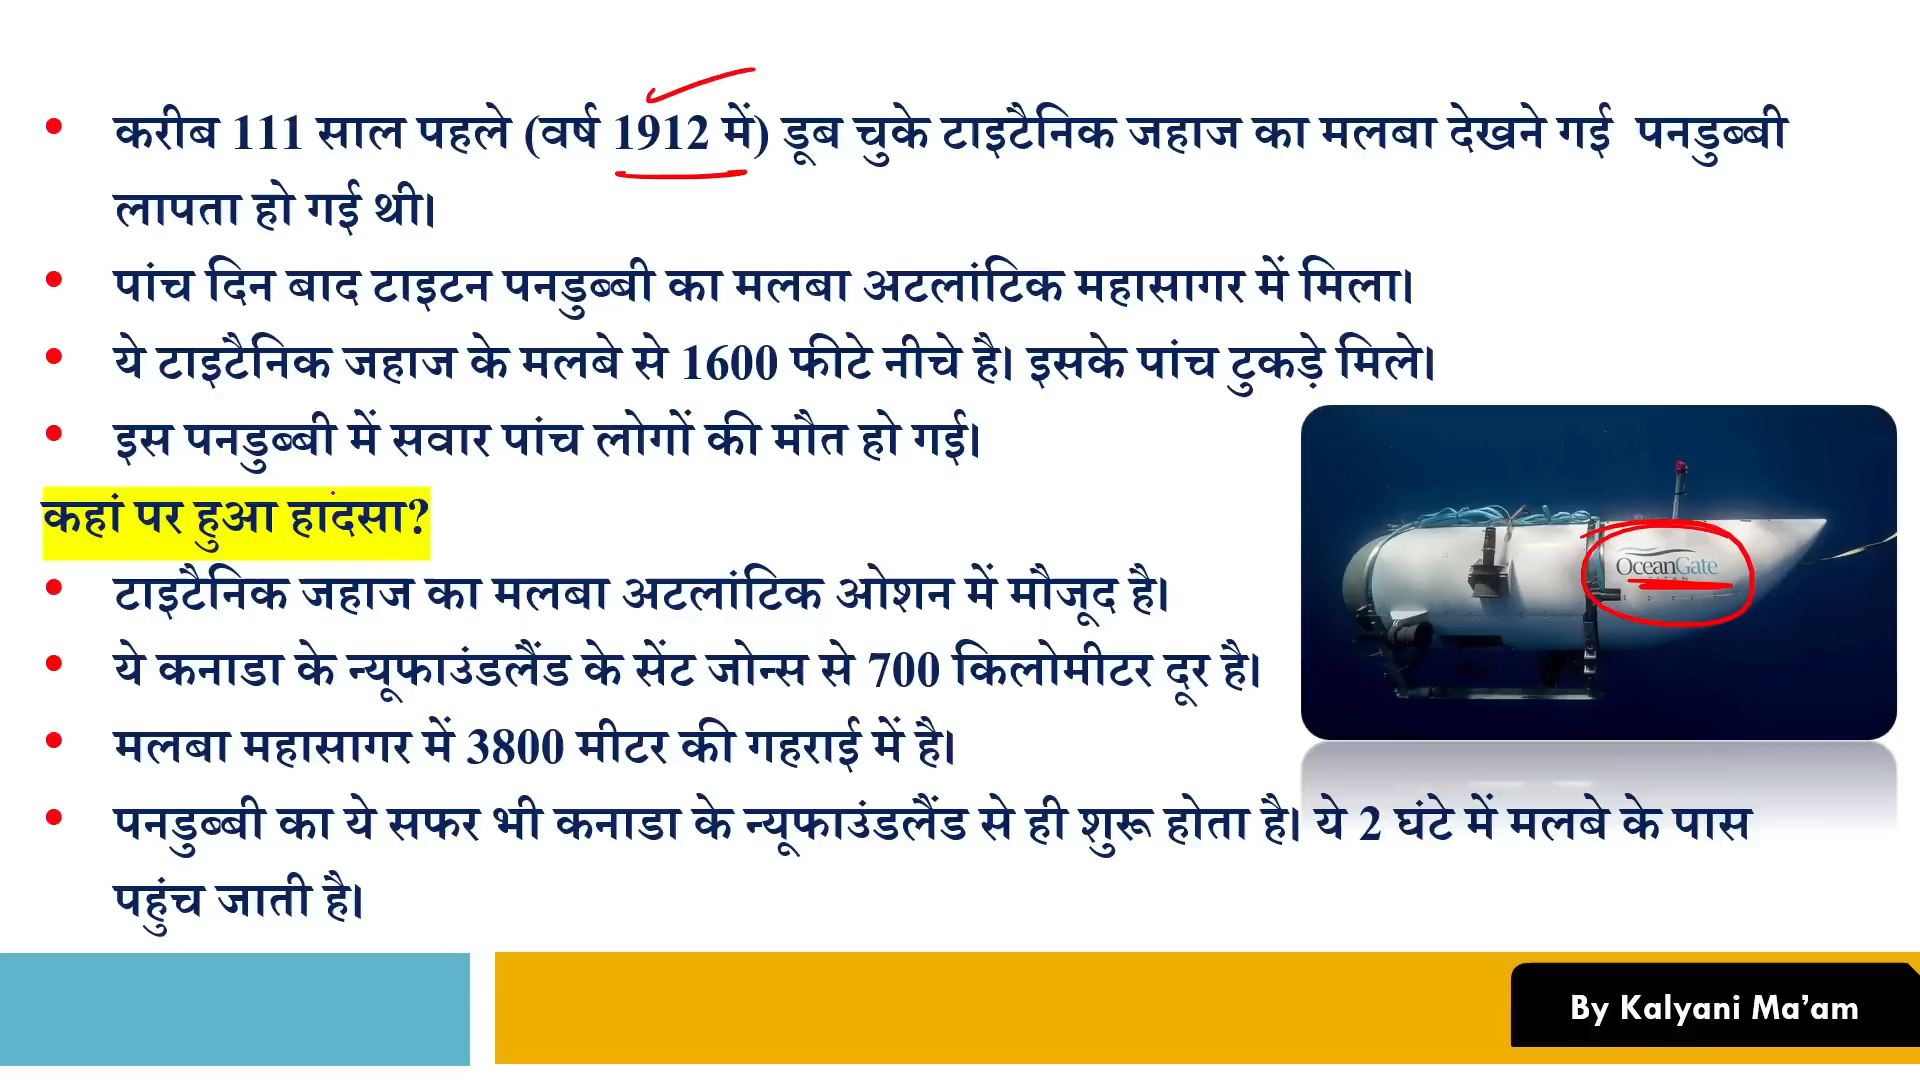 करीब 111 साल पहले (वर्ष 1912 में) डूब चुके टाइटैनिक जहाज का मलबा देखने गई पनडुब्बी
लापता हो गई थी।
पांच दिन बाद टाइटन पनडुब्बी का मलबा अटलांटिक महासागर में मिला।
ये टाइटैनिक जहाज के मलबे से 1600 फीटे नीचे है। इसके पांच टुकड़े मिले।
इस पनडुब्बी में सवार पांच लोगों की मौत हो गई।
कहां पर हुआ हादसा?
टाइटैनिक जहाज का मलबा अटलांटिक ओशन में मौजूद है।
ये कनाडा के न्यूफाउंडलैंड के सेंट जोन्स से 700 किलोमीटर दूर है।
मलबा महासागर में 3800 मीटर की गहराई में है।
पनडुब्बी का ये सफर भी कनाडा के न्यूफाउंडलैंड से ही शुरू होता है। ये 2 घंटे में मलबे के पास
पहुंच जाती है।
OceanGate
TITAN
By Kalyani Ma’am